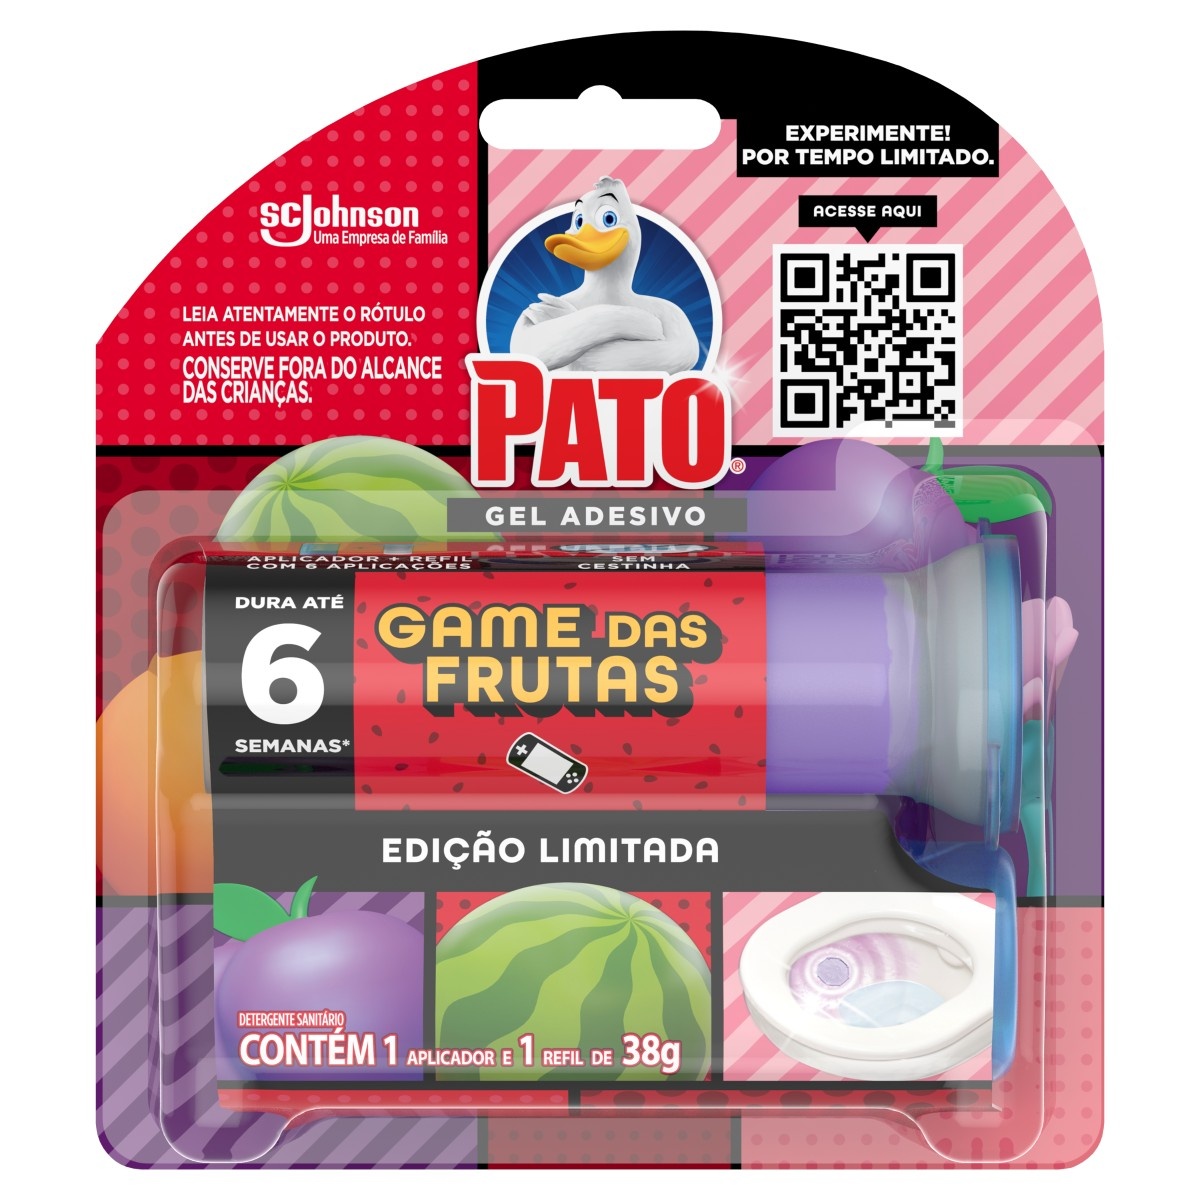 EXPERIMENTE!
POR TEMPO LIMITADO.
ACESSE AQUI
SCJohnson
Uma Empresa de Família
LEIA ATENTAMENTE O RÓTULO
ANTES DE USAR O PRODUTO.
CONSERVE FORA DO ALCANCE
DAS CRIANÇAS.
PATO®
GEL ADESIVO
APLICADOR + REFIL
COM 6 APLICAÇÕES
SEM
CESTINHA
DURA ATÉ
6
SEMANAS*
GAME DAS
FRUTAS
EDIÇÃO LIMITADA
DETERGENTE SANITÁRIO
CONTÉM 1 APLICADOR E 1 REFIL DE 38g